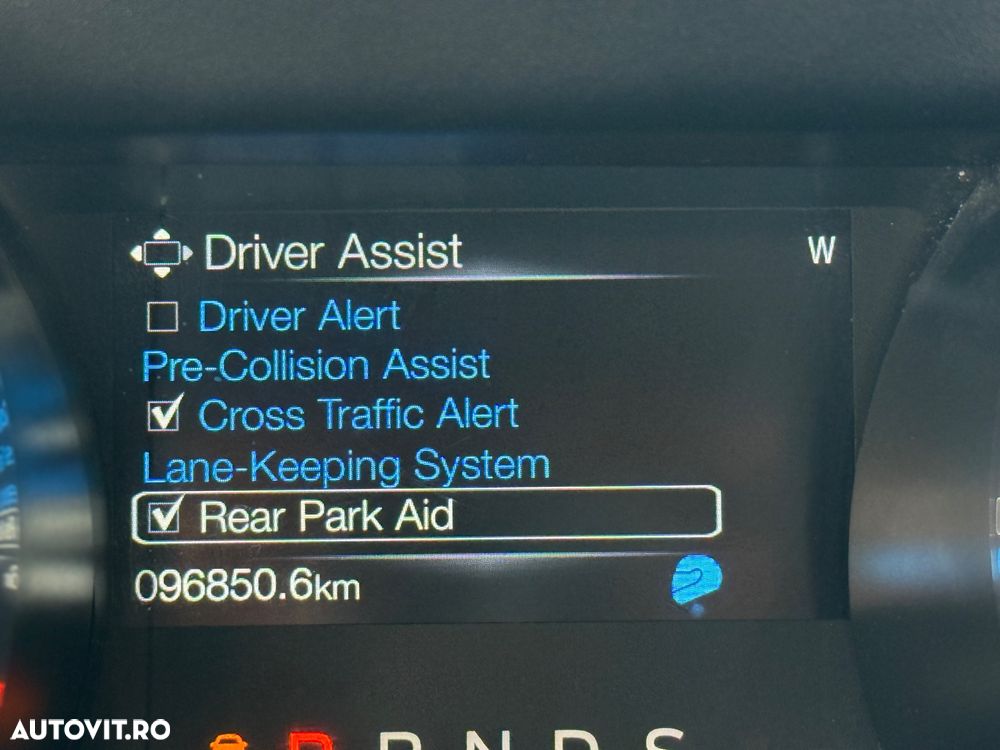 Driver Assist W
Driver Alert
Pre-Collision Assist
Cross Traffic Alert
Lane-Keeping System
Rear Park Aid
096850.6km
P R N D S
AUTOVIT.RO